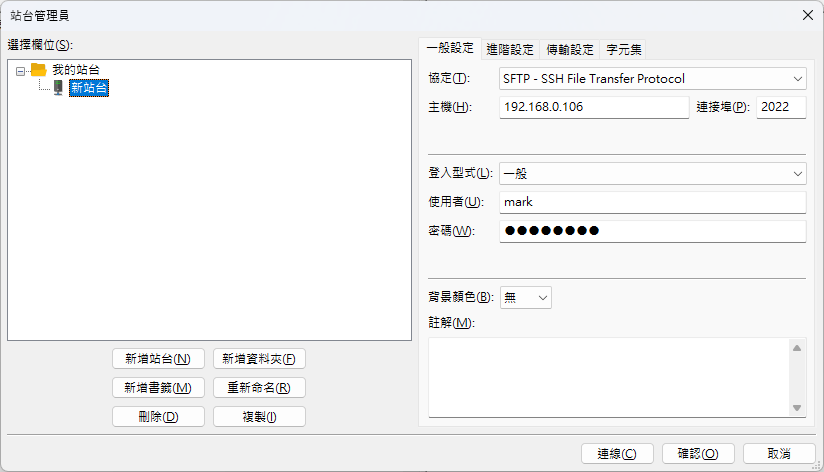 站台管理員
選擇欄位(S):
我的站台
新站台
新增站台(N)
新增資料夾(F)
新增書籤(M)
重新命名(R)
刪除(D)
複製(I)
一般設定 進階設定 傳輸設定 字元集
協定(T): SFTP - SSH File Transfer Protocol
主機(H): 192.168.0.106 連接埠(P): 2022
登入型式(L): 一般
使用者(U): mark
密碼(W): ●●●●●●●●
背景顏色(B): 無
註解(M):
連線(C) 確認(O) 取消